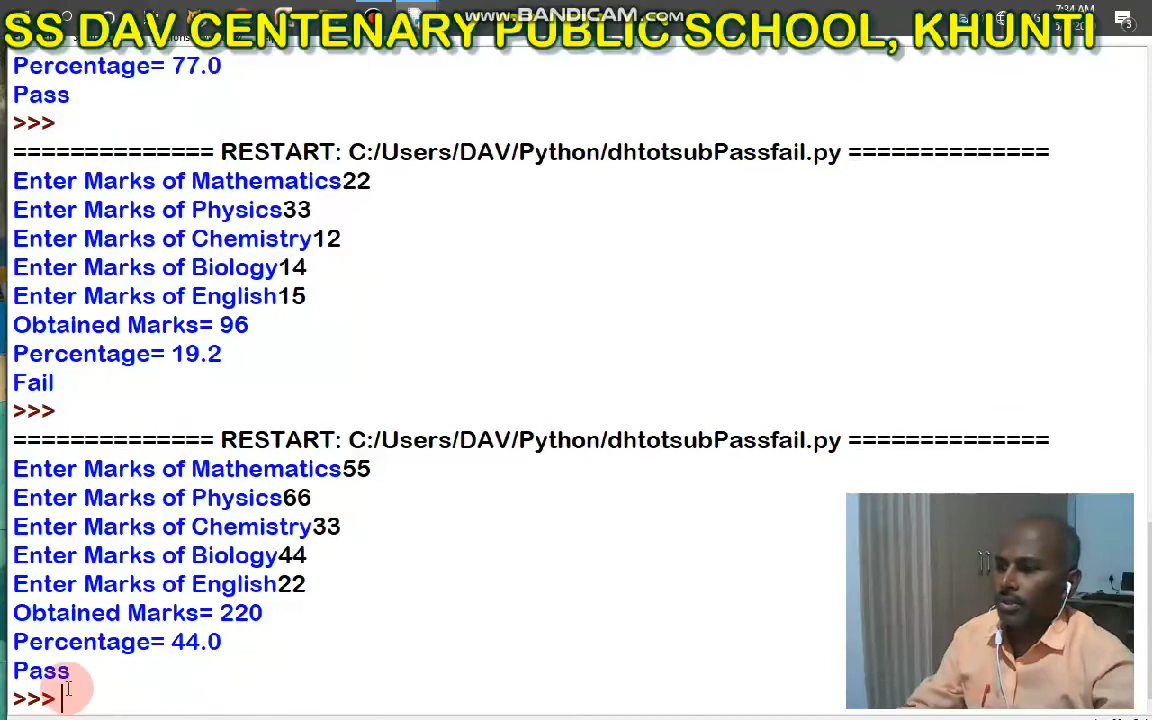 www.BANDICAM.com
7:34 AM
SS DAV CENTENARY PUBLIC SCHOOL, KHUNTI
Percentage= 77.0
Pass
>>>
============== RESTART: C:/Users/DAV/Python/dhtotsubPassfail.py ==============
Enter Marks of Mathematics22
Enter Marks of Physics33
Enter Marks of Chemistry12
Enter Marks of Biology14
Enter Marks of English15
Obtained Marks= 96
Percentage= 19.2
Fail
>>>
============== RESTART: C:/Users/DAV/Python/dhtotsubPassfail.py ==============
Enter Marks of Mathematics55
Enter Marks of Physics66
Enter Marks of Chemistry33
Enter Marks of Biology44
Enter Marks of English22
Obtained Marks= 220
Percentage= 44.0
Pass
>>>